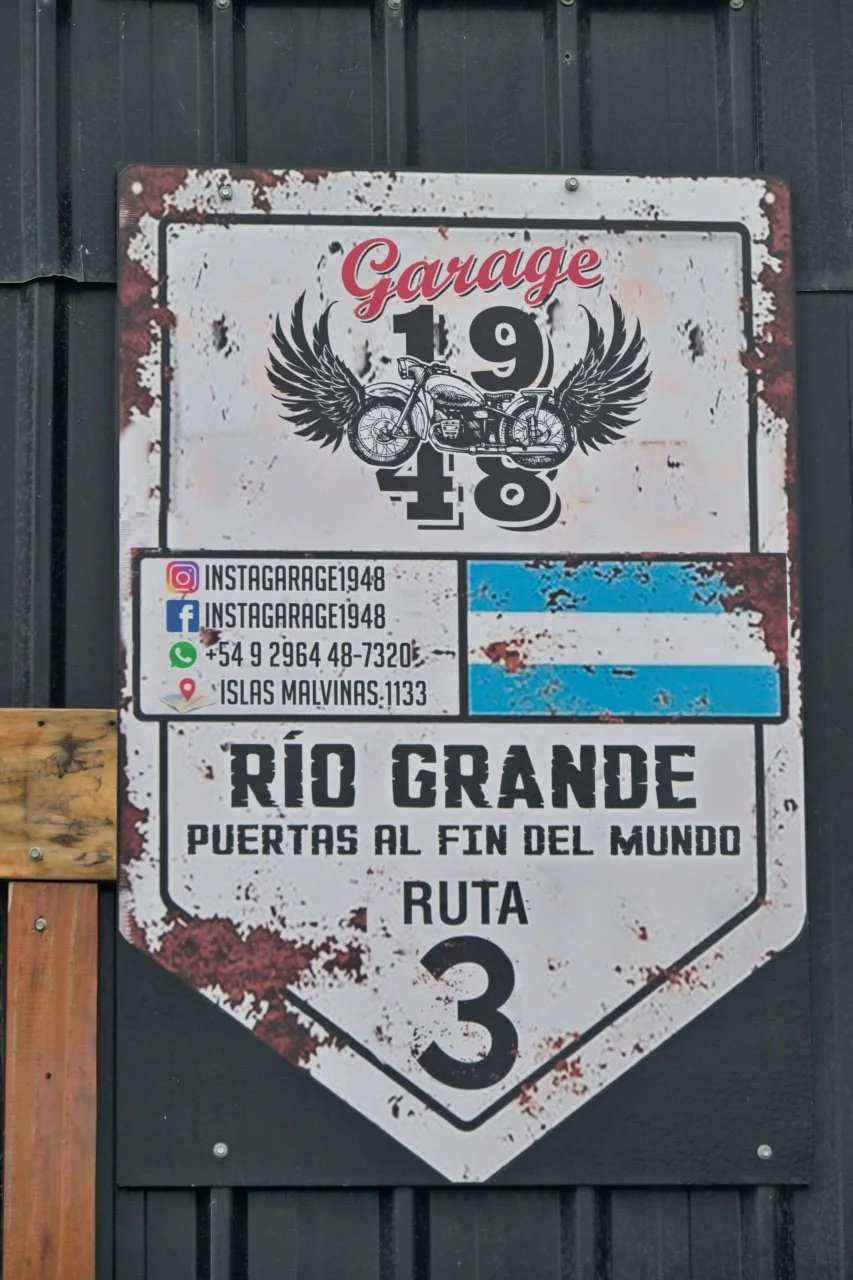 Garage
19
48
INSTAGARAGE1948
INSTAGARAGE1948
+54 9 2964 48-7320
ISLAS MALVINAS 1133
RÍO GRANDE
PUERTAS AL FIN DEL MUNDO
RUTA
3